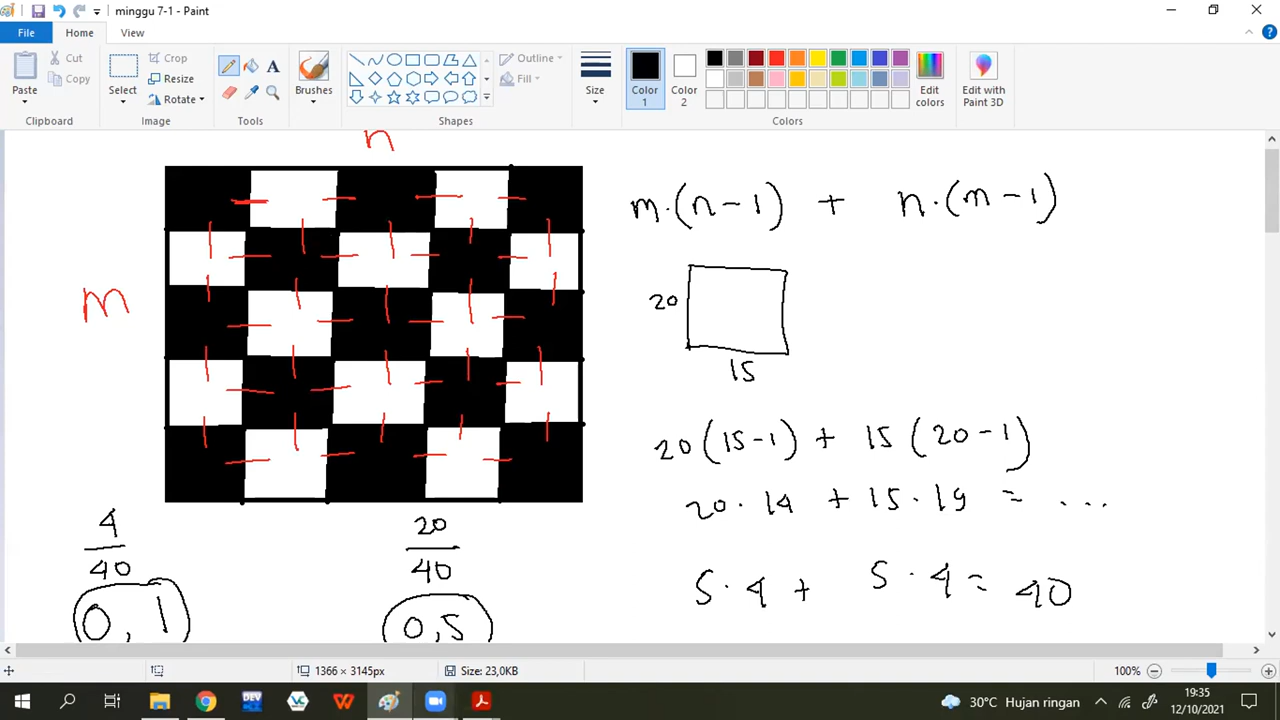 minggu 7-1 - Paint
File Home View
Paste
Cut
Copy
Clipboard
Select
Crop
Resize
Rotate
Image
A
Tools
Brushes
Shapes
Outline
Fill
Size
Color 1
Color 2
Edit colors
Colors
Edit with Paint 3D
n
m
m·(n-1) + n·(m-1)
20
15
20(15-1) + 15(20-1)
20·14 + 15·19 = ...
5·4 + 5·4 = 40
4/40
0,1
20/40
0,5
1366 × 3145px
Size: 23,0KB
100%
DEV
30°C Hujan ringan
19:35
12/10/2021